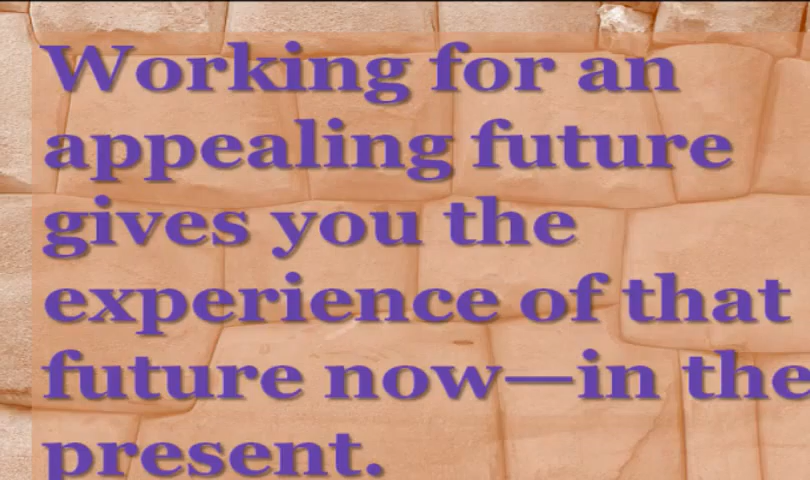 Working for an
appealing future
gives you the
experience of that
future now—in the
present.